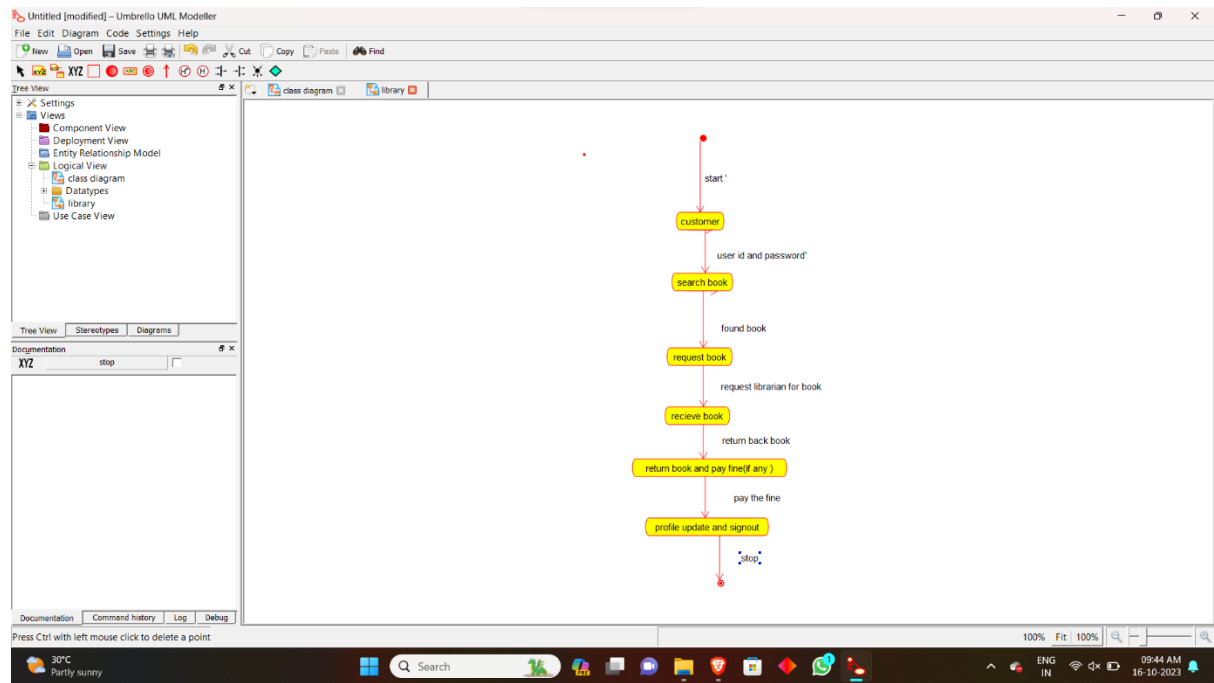 Untitled [modified] – Umbrello UML Modeller
File Edit Diagram Code Settings Help
New Open Save Cut Copy Paste Find
XYZ
Tree View
class diagram
library
Settings
Views
Component View
Deployment View
Entity Relationship Model
Logical View
class diagram
Datatypes
library
Use Case View
Tree View Stereotypes Diagrams
Documentation
XYZ stop
start '
customer
user id and password'
search book
found book
request book
request librarian for book
recieve book
return back book
return book and pay fine(if any )
pay the fine
profile update and signout
stop
Documentation Command history Log Debug
Press Ctrl with left mouse click to delete a point
100% Fit 100%
30°C
Partly sunny
Search
ENG
IN
09:44 AM
16-10-2023